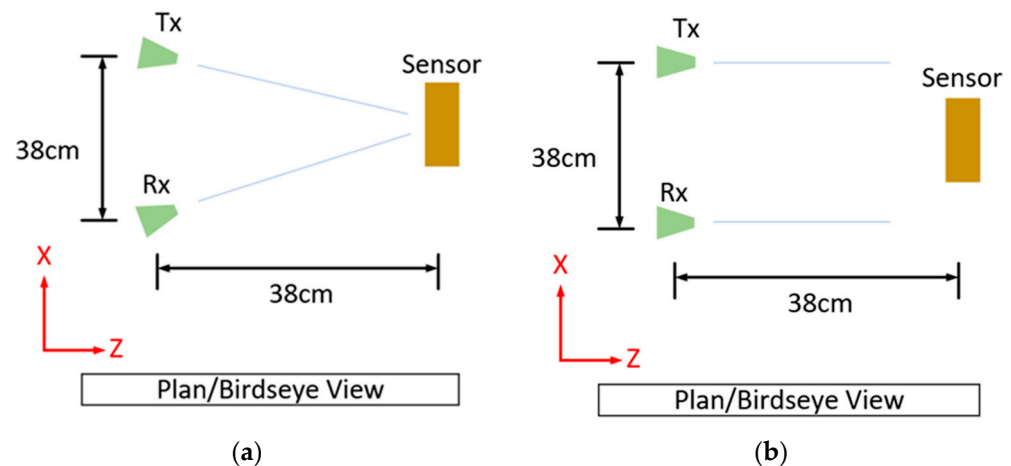 Tx
Sensor
38cm
Rx
X
38cm
Z
Plan/Birdseye View
(a)
Tx
Sensor
38cm
Rx
X
38cm
Z
Plan/Birdseye View
(b)